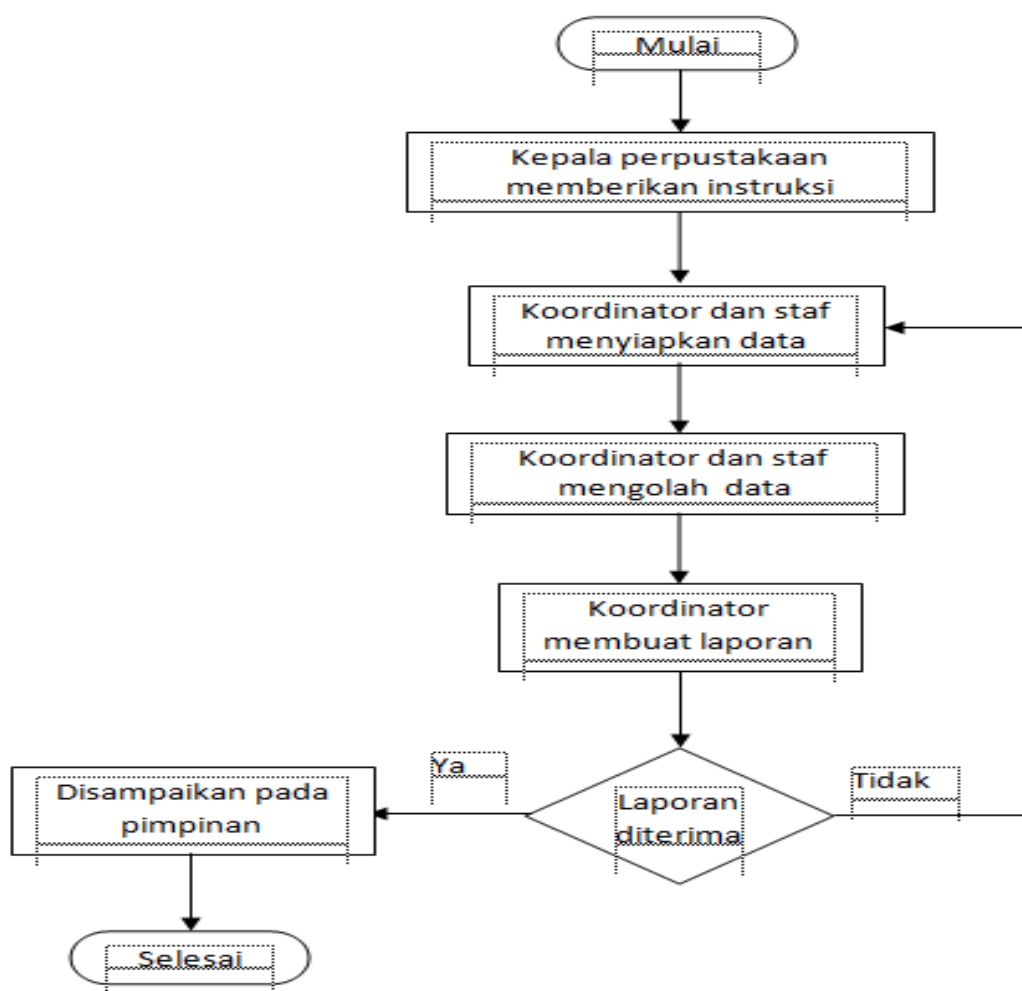 Mulai
Kepala perpustakaan
memberikan instruksi
Koordinator dan staf
menyiapkan data
Koordinator dan staf
mengolah data
Koordinator
membuat laporan
Ya
Tidak
Laporan
diterima
Disampaikan pada
pimpinan
Selesai